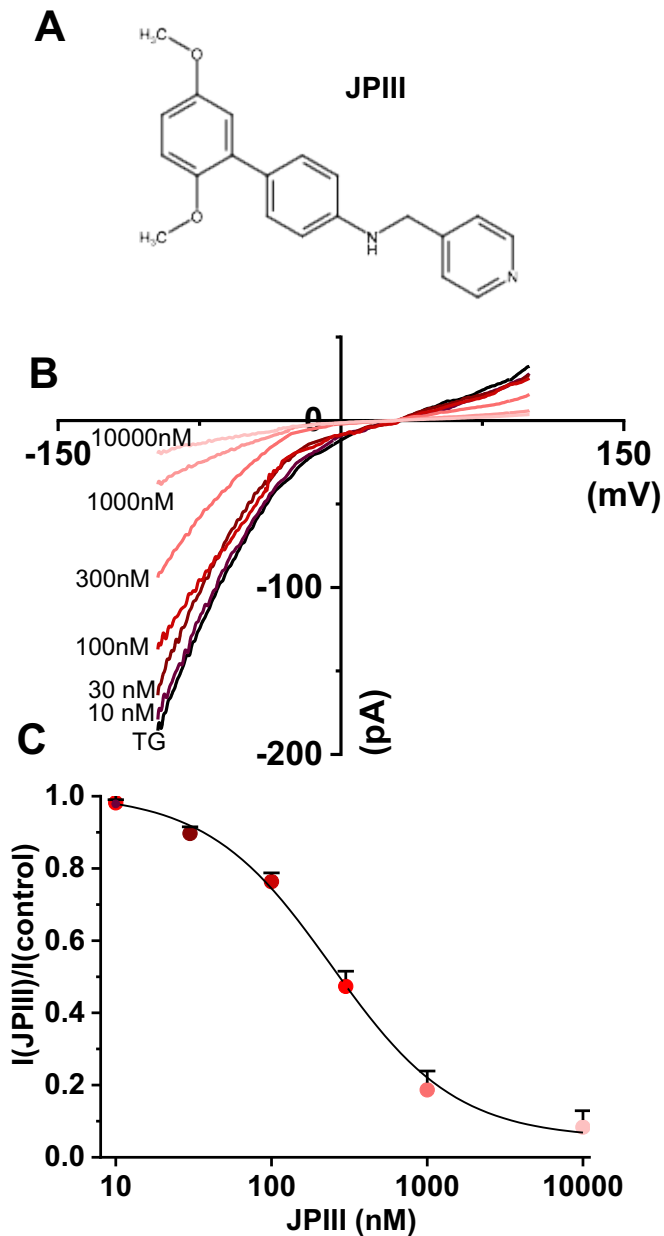 A
H₃C
O
JPIII
O
H₃C
N
H
N
B
0
10000nM
-150
150
(mV)
1000nM
300nM
-100
100nM
30 nM
10 nM
TG
-200
(pA)
C
1.0
0.8
0.6
0.4
0.2
0.0
I(JPIII)/I(control)
10
100
1000
10000
JPIII (nM)